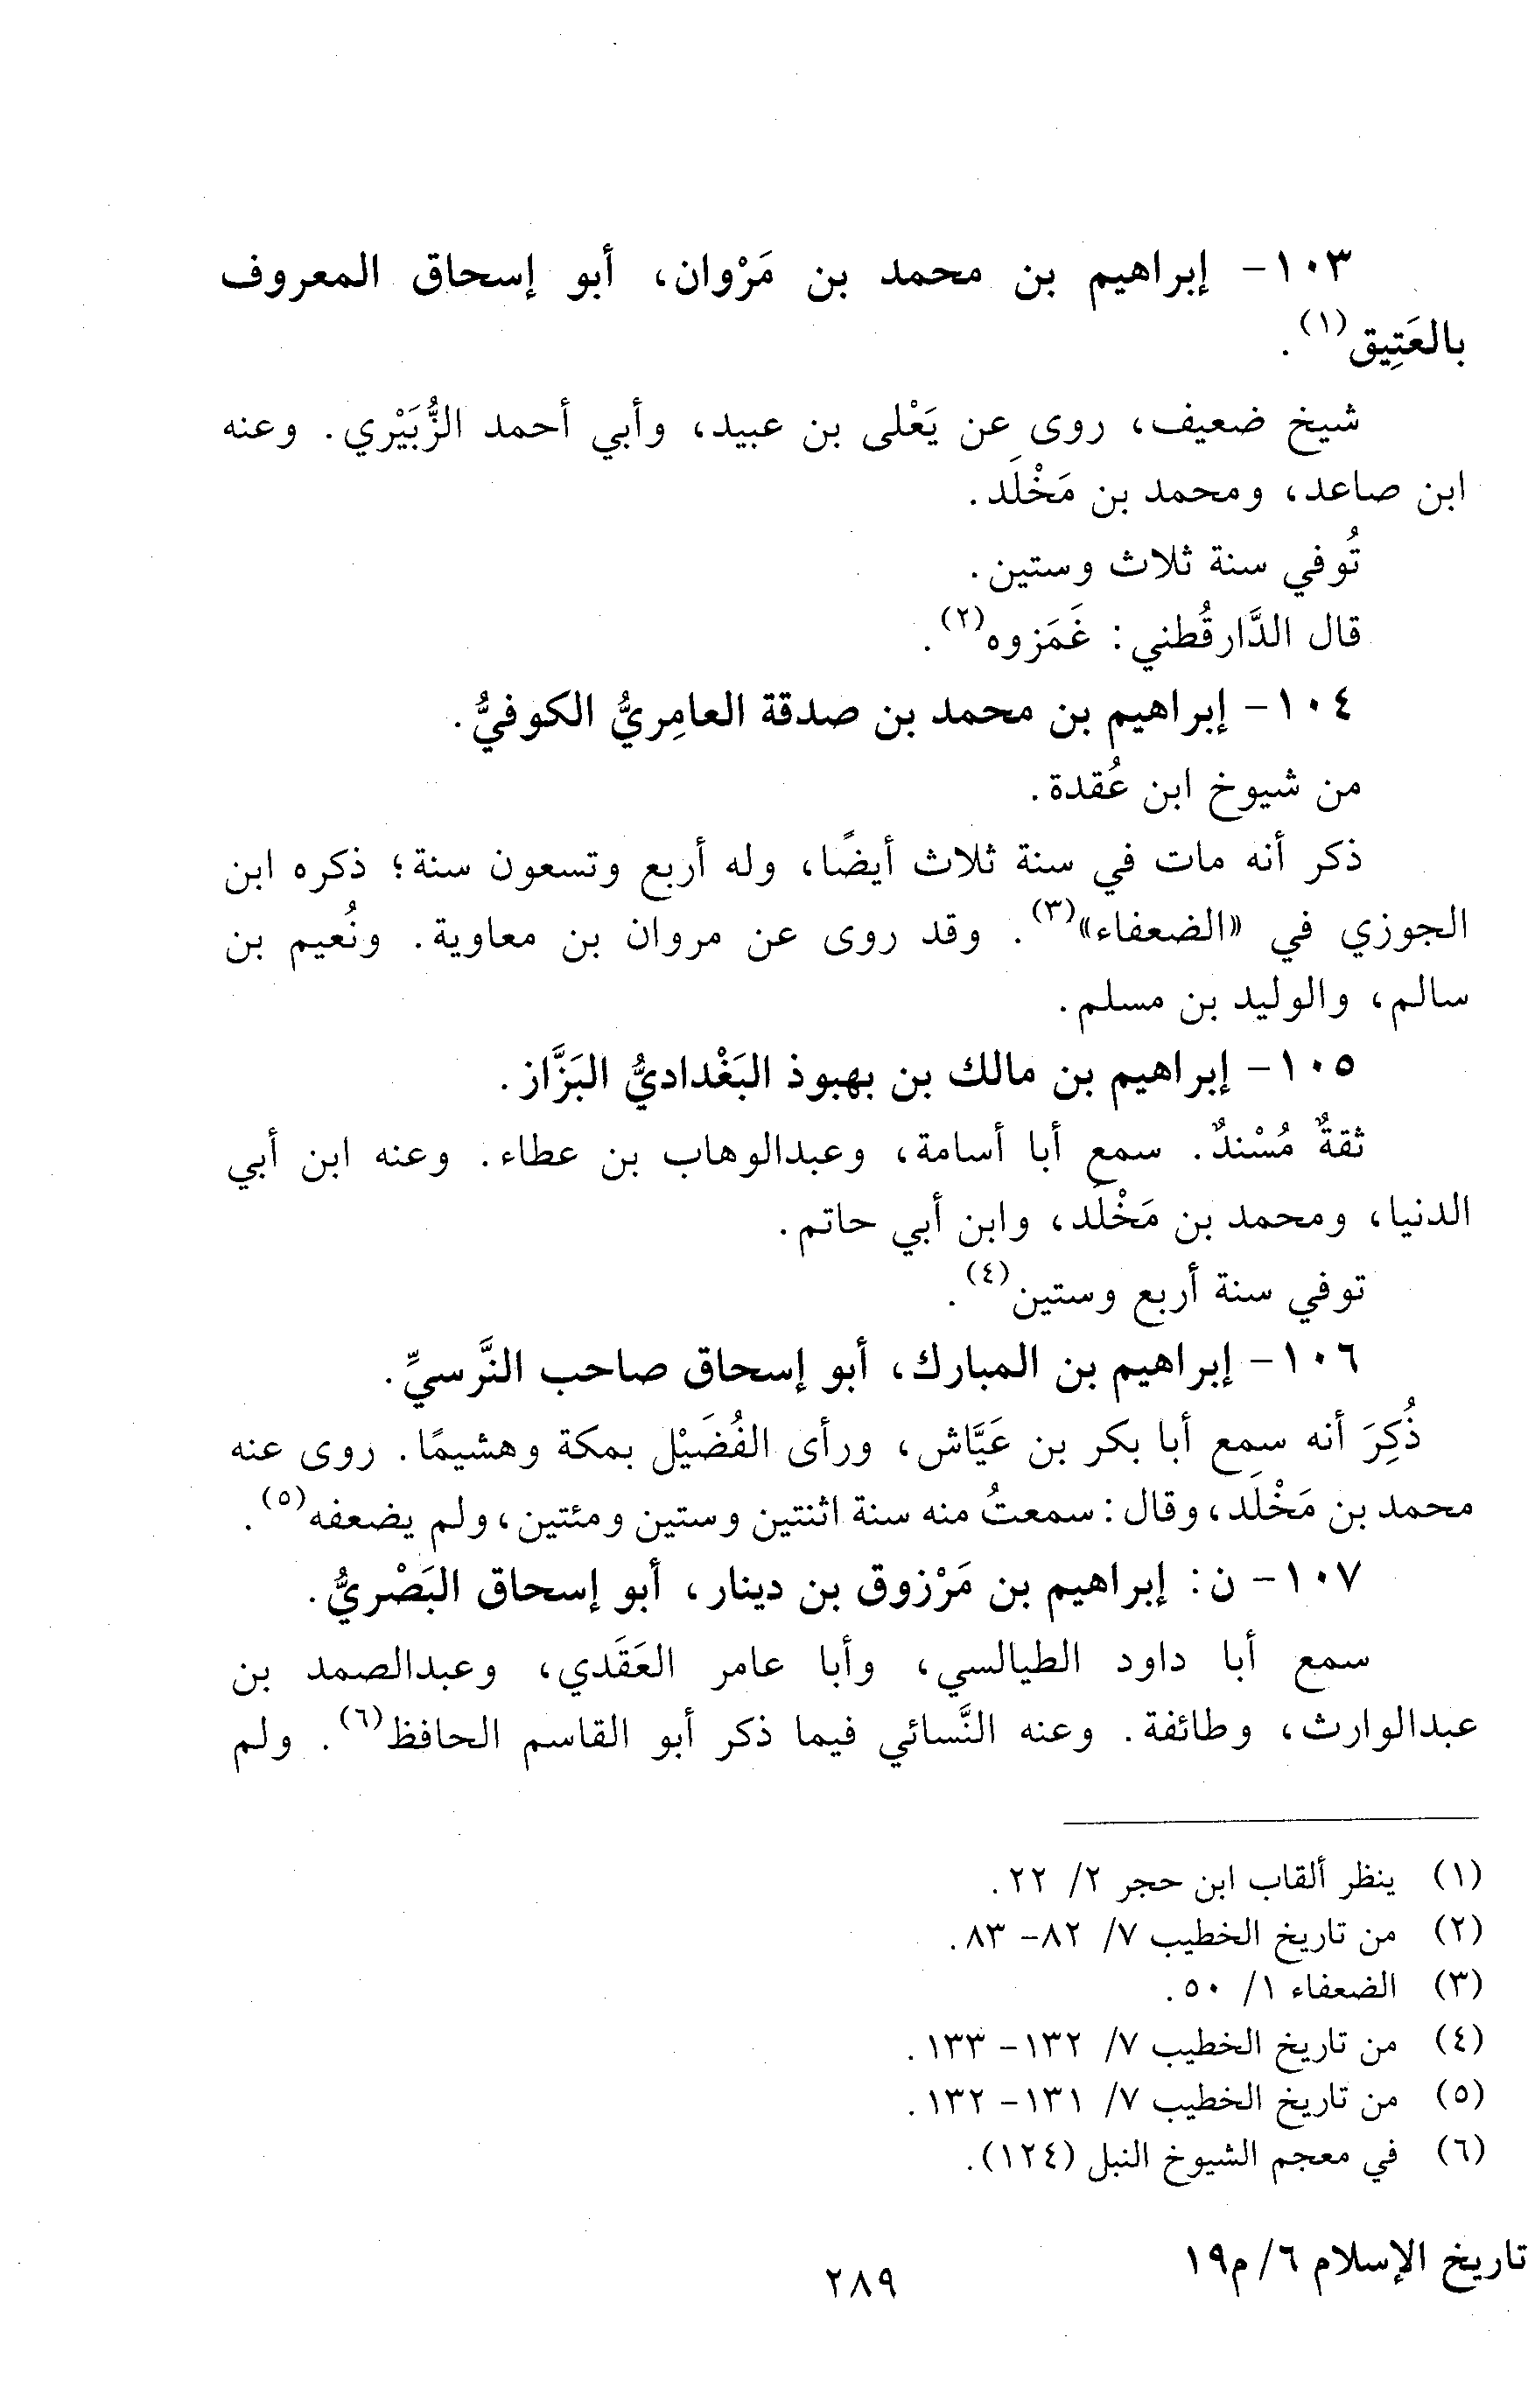 ١٠٣- إبراهيم بن محمد بن مَرْوان، أبو إسحاق المعروف
بالعَتِيق(١).
شيخ ضعيف، روى عن يَعْلى بن عبيد، وأبي أحمد الزُّبَيْري. وعنه
ابن صاعد، ومحمد بن مَخْلَد.
تُوفي سنة ثلاث وستين.
قال الدَّارقُطني: غَمَزوه(٢).
١٠٤- إبراهيم بن محمد بن صدقة العامِريُّ الكوفيُّ.
من شيوخ ابن عُقدة.
ذكر أنه مات في سنة ثلاث أيضًا، وله أربع وتسعون سنة؛ ذكره ابن
الجوزي في «الضعفاء»(٣). وقد روى عن مروان بن معاوية. ونُعيم بن
سالم، والوليد بن مسلم.
١٠٥- إبراهيم بن مالك بن بهبوذ البَغْداديُّ البَزَّاز.
ثقةٌ مُسْندٌ. سمع أبا أسامة، وعبدالوهاب بن عطاء. وعنه ابن أبي
الدنيا، ومحمد بن مَخْلَد، وابن أبي حاتم.
توفي سنة أربع وستين(٤).
١٠٦- إبراهيم بن المبارك، أبو إسحاق صاحب النَّرسيِّ.
ذُكِرَ أنه سمع أبا بكر بن عَيَّاش، ورأى الفُضَيْل بمكة وهشيمًا. روى عنه
محمد بن مَخْلَد، وقال: سمعتُ منه سنة اثنتين وستين ومئتين، ولم يضعفه(٥).
١٠٧- ن: إبراهيم بن مَرْزوق بن دينار، أبو إسحاق البَصْريُّ.
سمع أبا داود الطيالسي، وأبا عامر العَقَدي، وعبدالصمد بن
عبدالوارث، وطائفة. وعنه النَّسائي فيما ذكر أبو القاسم الحافظ(٦). ولم
(١) ينظر ألقاب ابن حجر ٢/ ٢٢.
(٢) من تاريخ الخطيب ٧/ ٨٢- ٨٣.
(٣) الضعفاء ١/ ٥٠.
(٤) من تاريخ الخطيب ٧/ ١٣٢- ١٣٣.
(٥) من تاريخ الخطيب ٧/ ١٣١- ١٣٢.
(٦) في معجم الشيوخ النبل (١٢٤).
تاريخ الإسلام ٦/ م١٩
٢٨٩